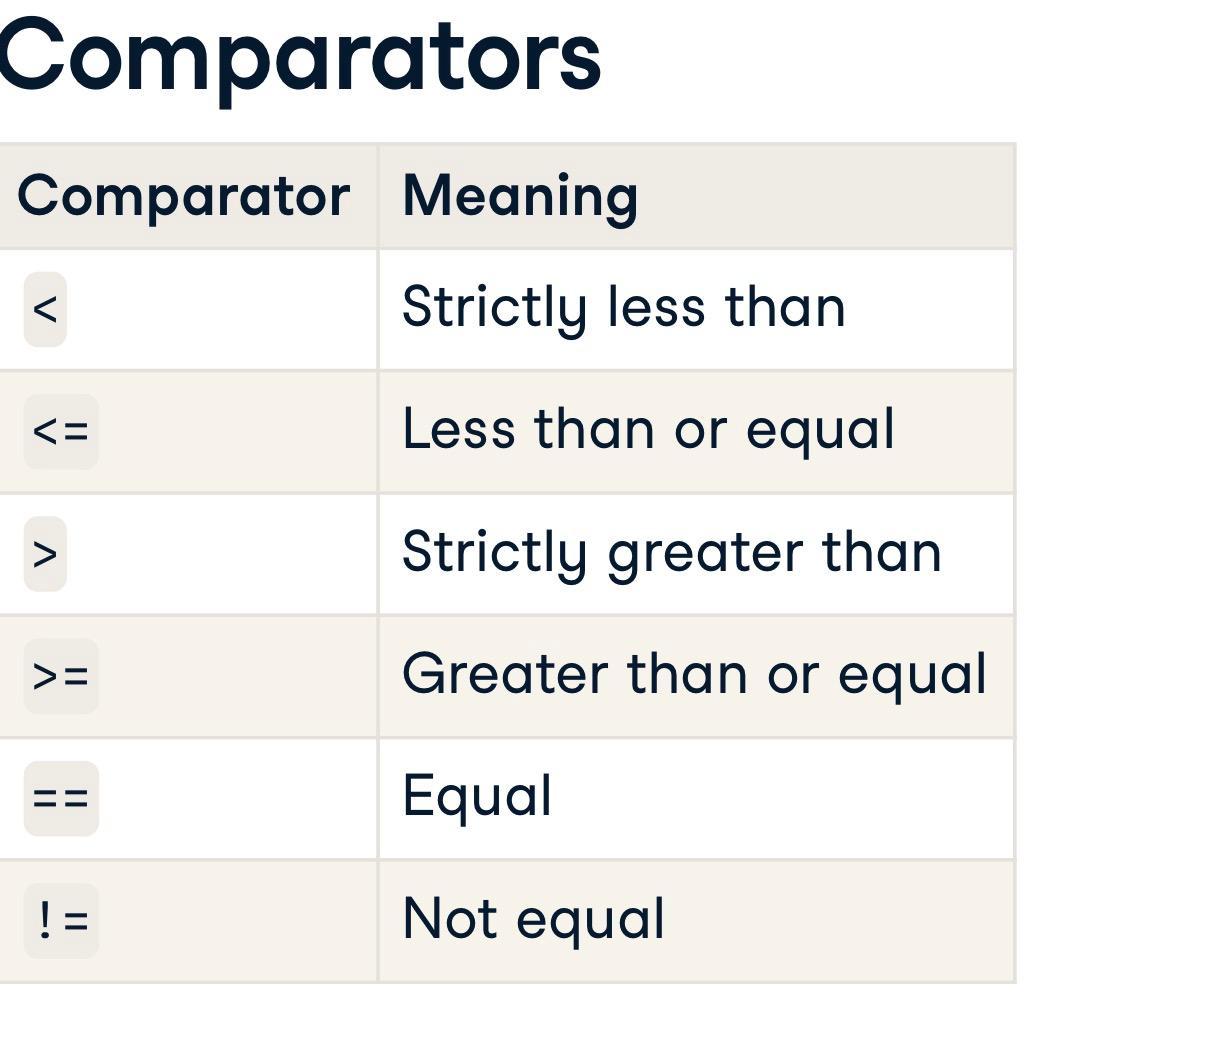 Comparators
Comparator Meaning
< Strictly less than
<= Less than or equal
> Strictly greater than
>= Greater than or equal
== Equal
!= Not equal